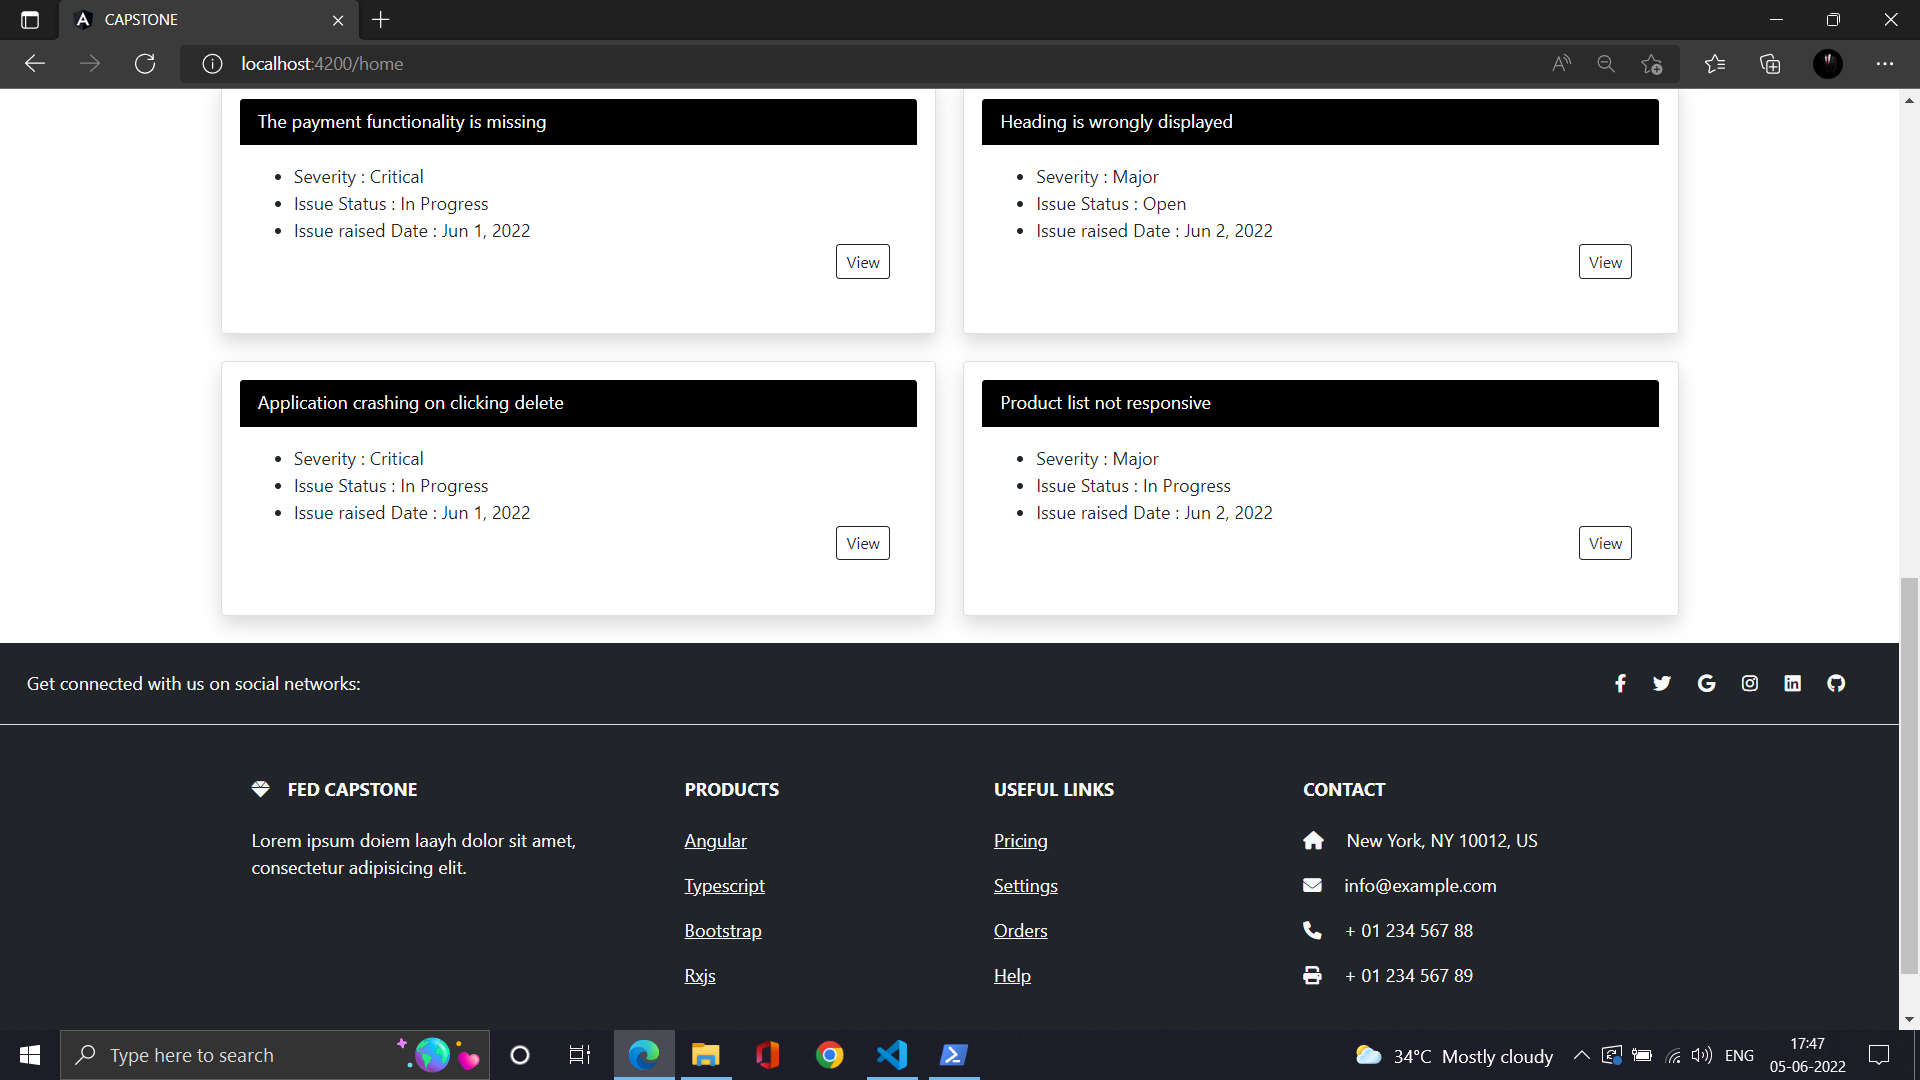 CAPSTONE
localhost:4200/home
The payment functionality is missing
• Severity : Critical
• Issue Status : In Progress
• Issue raised Date : Jun 1, 2022
View
Heading is wrongly displayed
• Severity : Major
• Issue Status : Open
• Issue raised Date : Jun 2, 2022
View
Application crashing on clicking delete
• Severity : Critical
• Issue Status : In Progress
• Issue raised Date : Jun 1, 2022
View
Product list not responsive
• Severity : Major
• Issue Status : In Progress
• Issue raised Date : Jun 2, 2022
View
Get connected with us on social networks:
FED CAPSTONE
Lorem ipsum doiem laayh dolor sit amet,
consectetur adipisicing elit.
PRODUCTS
Angular
Typescript
Bootstrap
Rxjs
USEFUL LINKS
Pricing
Settings
Orders
Help
CONTACT
New York, NY 10012, US
info@example.com
+ 01 234 567 88
+ 01 234 567 89
Type here to search
34°C Mostly cloudy
ENG
17:47
05-06-2022